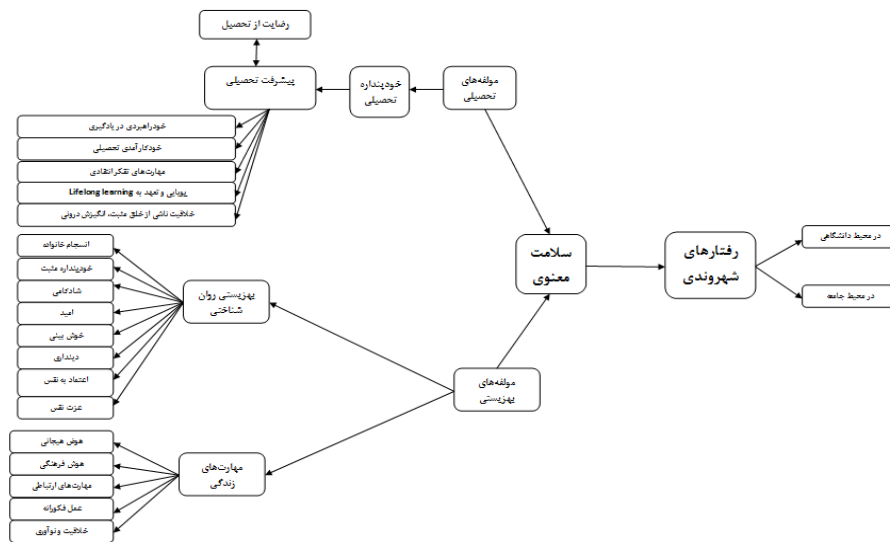 رضایت از تحصیل
پیشرفت تحصیلی
خودپنداره
تحصیلی
مولفه‌های
تحصیلی
خودراهبردی در یادگیری
خودکارآمدی تحصیلی
مهارت‌های تفکر انتقادی
پویایی و تعهد به Lifelong learning
خلاقیت ناشی از خلق مثبت، انگیزش درونی
سلامت
معنوی
رفتارهای
شهروندی
در محیط دانشگاهی
در محیط جامعه
مولفه‌های
بهزیستی
بهزیستی روان
شناختی
انسجام خانواده
خودپنداره مثبت
شادکامی
امید
خوش بینی
دینداری
اعتماد به نفس
عزت نفس
مهارت‌های
زندگی
هوش هیجانی
هوش فرهنگی
مهارت‌های ارتباطی
عمل فکورانه
خلاقیت و نوآوری